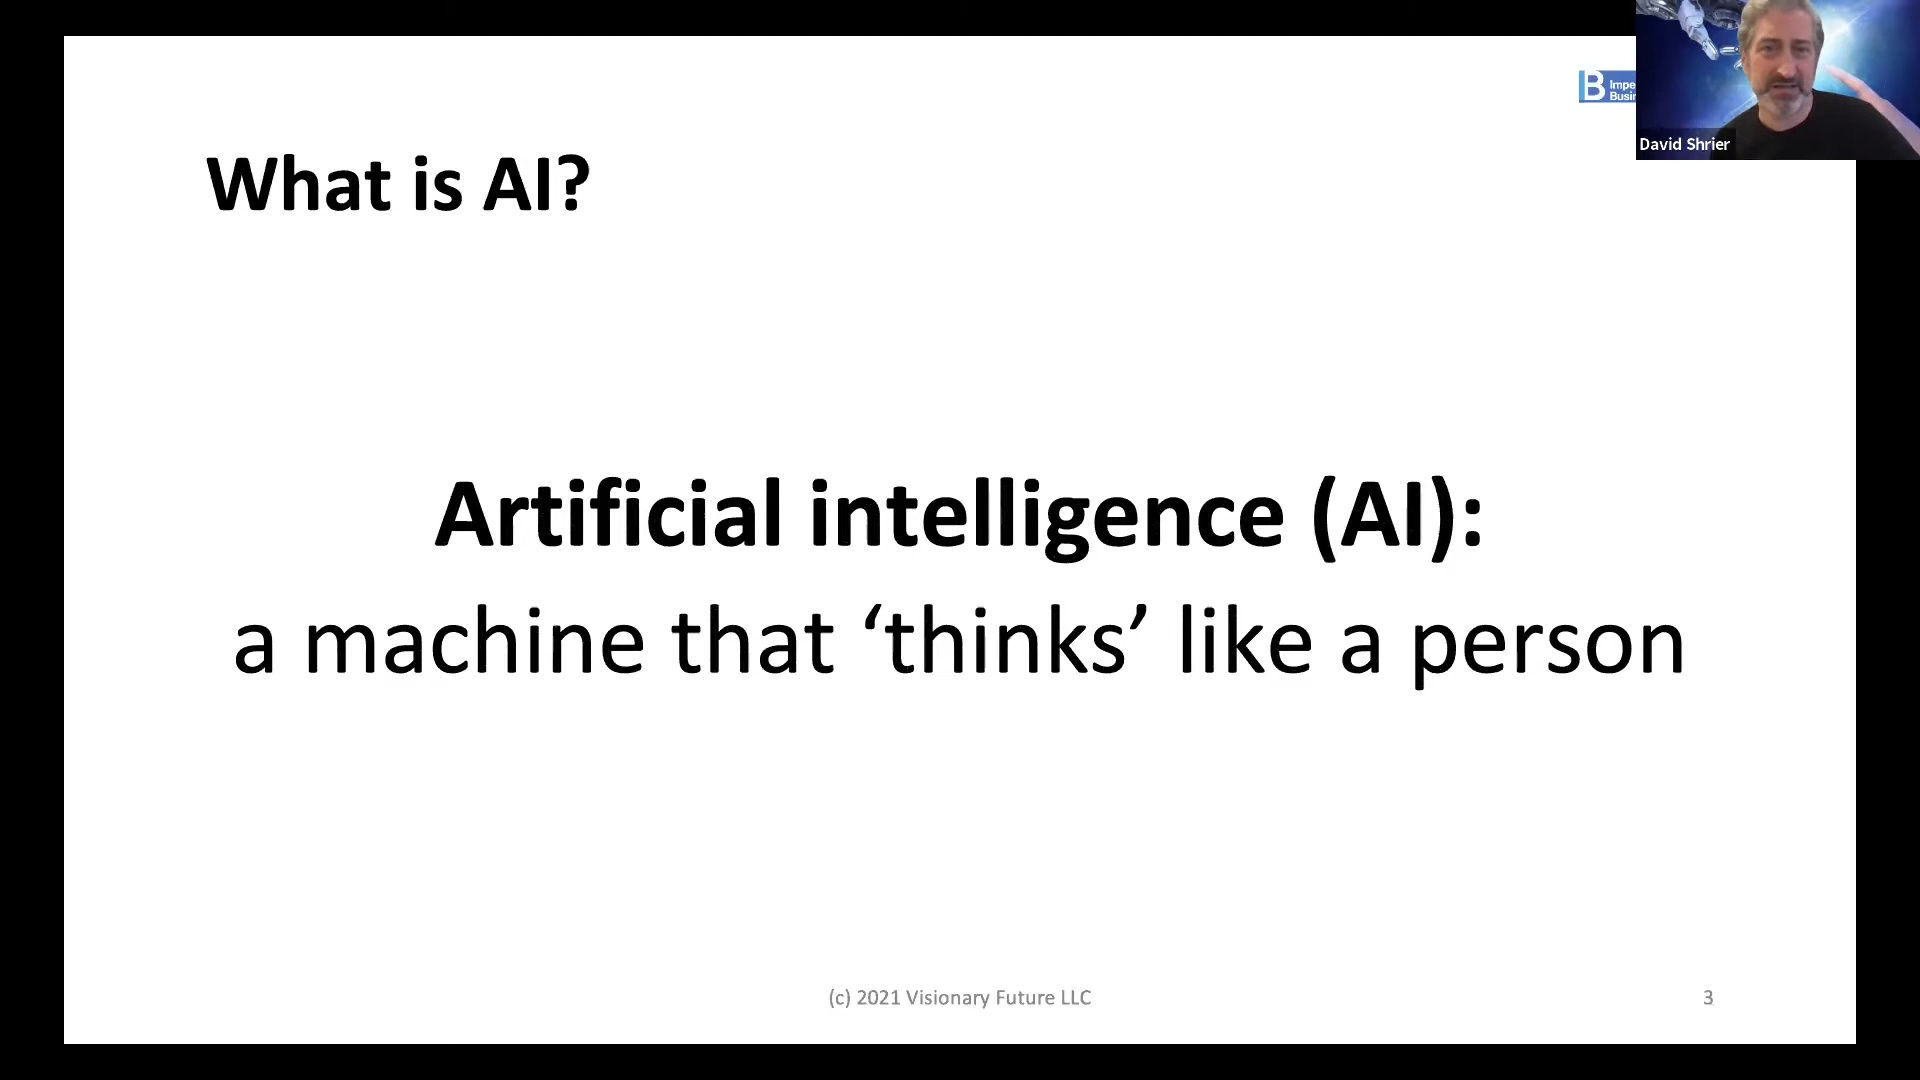 B
What is AI?
David Shrier
Artificial intelligence (AI):
a machine that ‘thinks’ like a person
(c) 2021 Visionary Future LLC
3